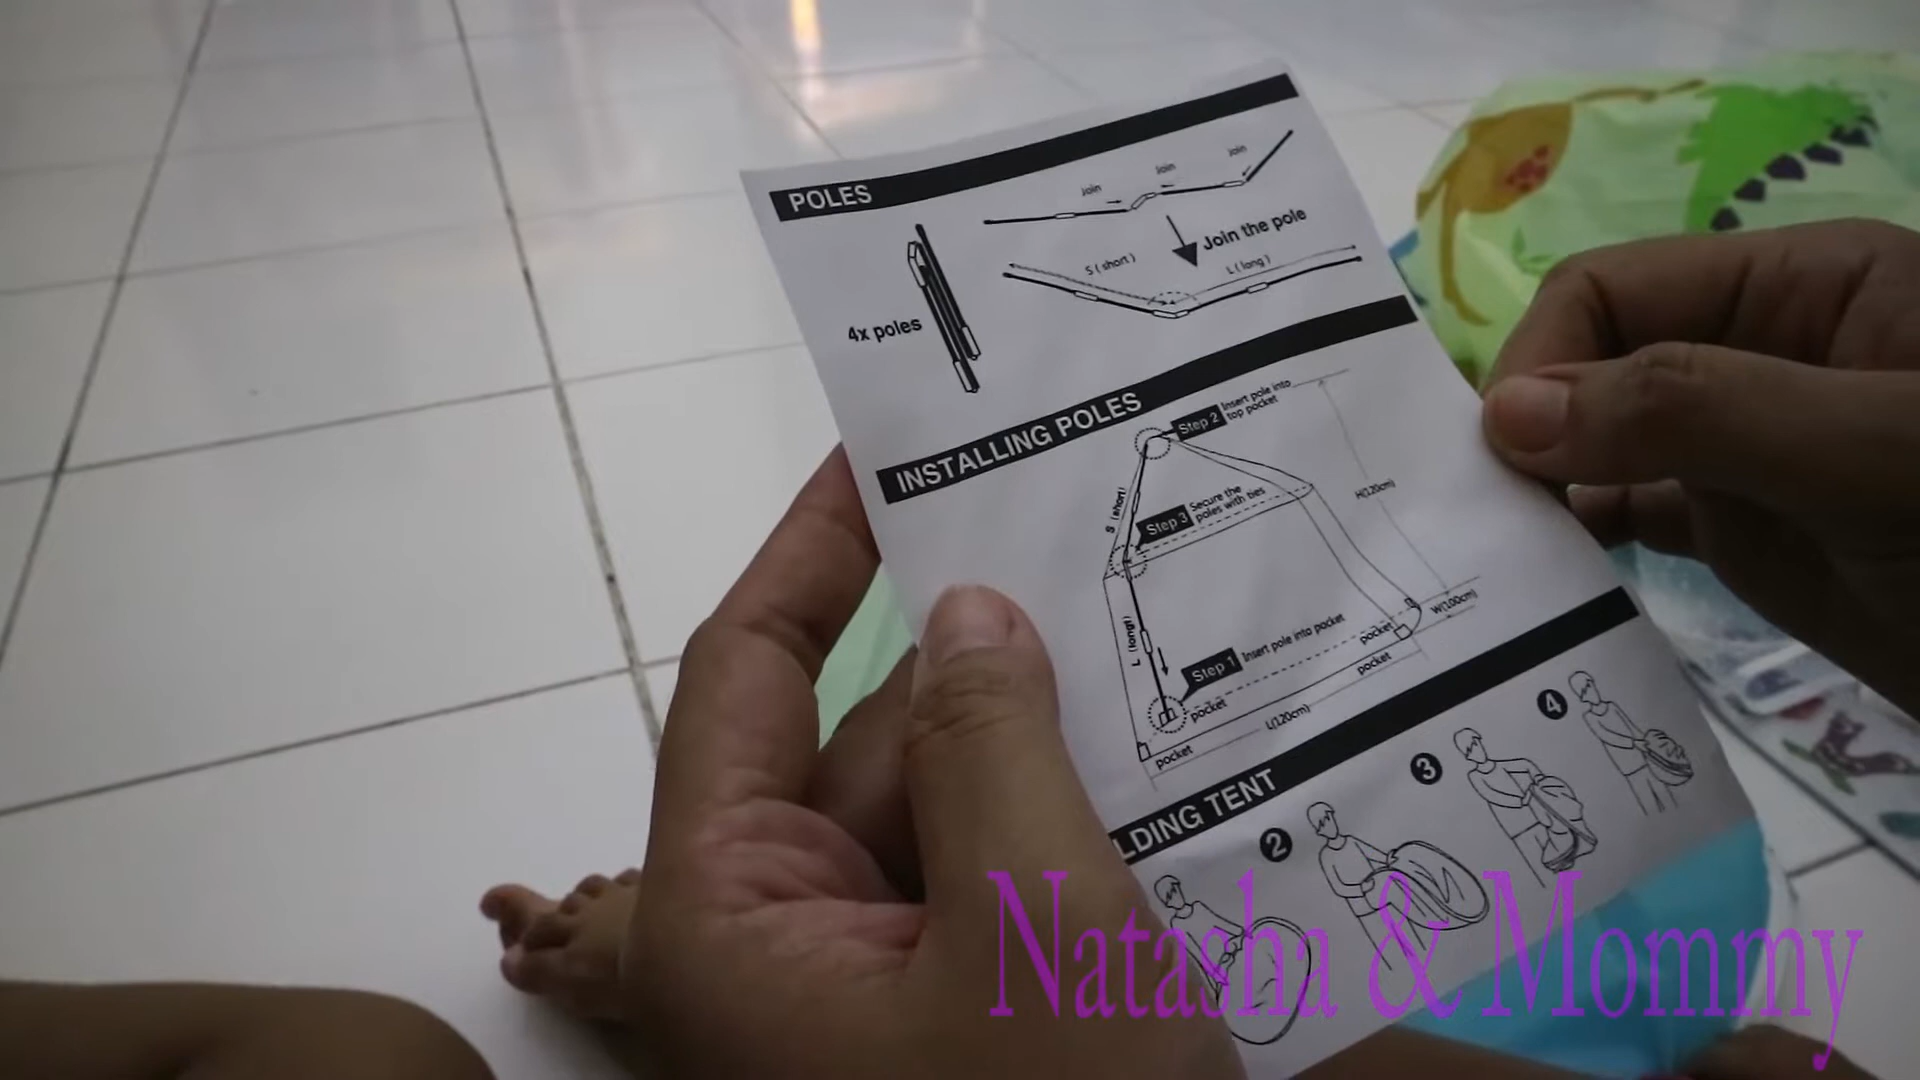 POLES
Join
Join
Join
Join the pole
S ( short )
L ( long )
4x poles
INSTALLING POLES
Step 2
Insert pole into
top pocket
S (short)
Step 3
Secure the
poles with ties
H(120cm)
L (longt)
W(100cm)
Step 1
Insert pole into pocket
pocket
pocket
pocket
L(120cm)
pocket
LDING TENT
2
3
4
Natasha & Mommy